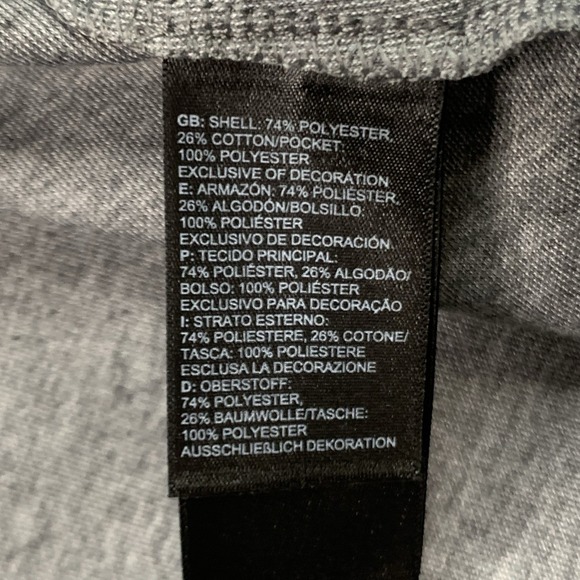 GB: SHELL: 74% POLYESTER,
26% COTTON/POCKET:
100% POLYESTER
EXCLUSIVE OF DECORATION
E: ARMAZÓN: 74% POLIÉSTER,
26% ALGODÓN/BOLSILLO:
100% POLIÉSTER
EXCLUSIVO DE DECORACIÓN
P: TECIDO PRINCIPAL:
74% POLIÉSTER, 26% ALGODÃO/
BOLSO: 100% POLIÉSTER
EXCLUSIVO PARA DECORAÇÃO
I: STRATO ESTERNO:
74% POLIESTERE, 26% COTONE/
TASCA: 100% POLIESTERE
ESCLUSA LA DECORAZIONE
D: OBERSTOFF:
74% POLYESTER,
26% BAUMWOLLE/TASCHE:
100% POLYESTER
AUSSCHLIEßLICH DEKORATION